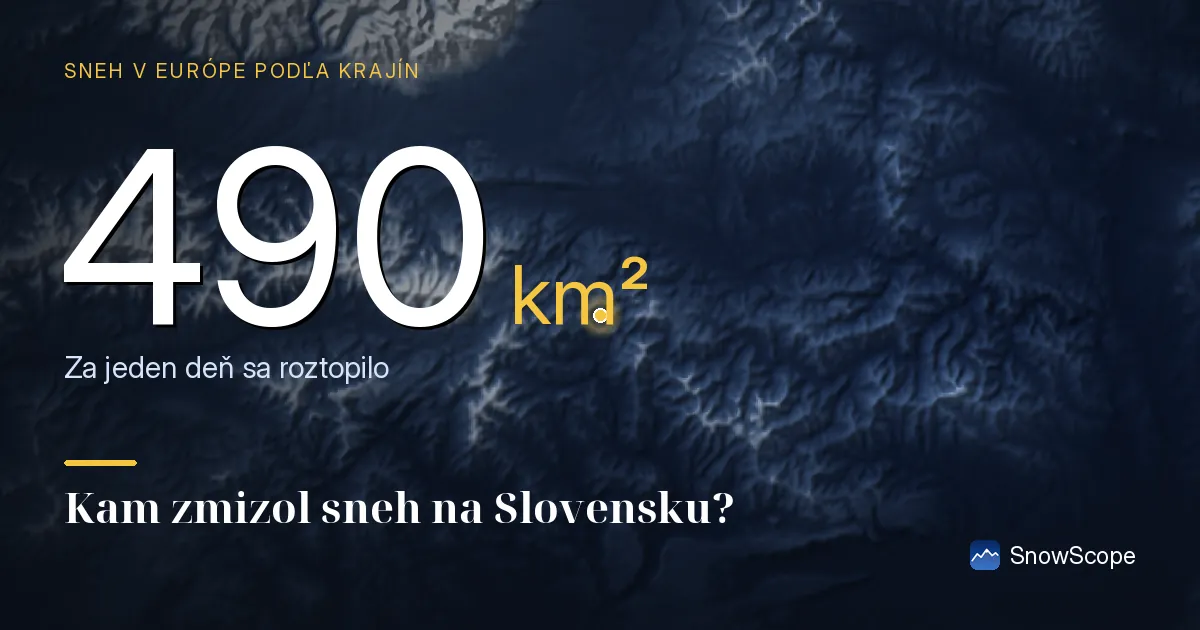 SNEH V EURÓPE PODĽA KRAJÍN
490 km²
Za jeden deň sa roztopilo
Kam zmizol sneh na Slovensku?
SnowScope